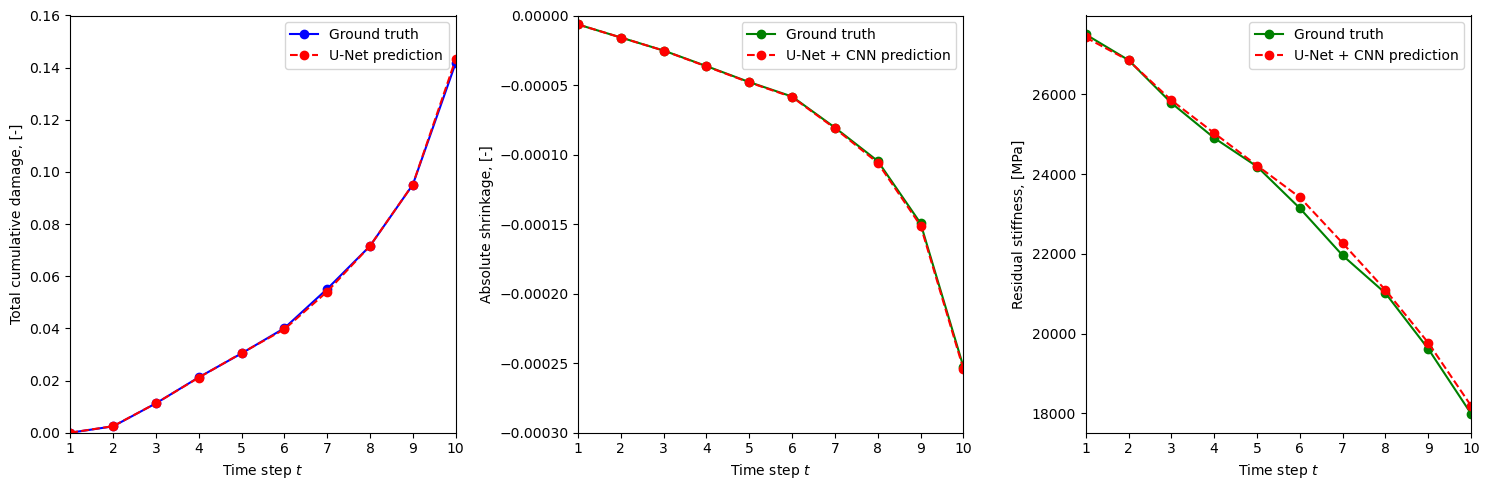 Total cumulative damage, [-]
0.16
0.14
0.12
0.10
0.08
0.06
0.04
0.02
0.00
1 2 3 4 5 6 7 8 9 10
Time step t
Ground truth
U-Net prediction
Absolute shrinkage, [-]
0.00000
−0.00005
−0.00010
−0.00015
−0.00020
−0.00025
−0.00030
1 2 3 4 5 6 7 8 9 10
Time step t
Ground truth
U-Net + CNN prediction
Residual stiffness, [MPa]
26000
24000
22000
20000
18000
1 2 3 4 5 6 7 8 9 10
Time step t
Ground truth
U-Net + CNN prediction